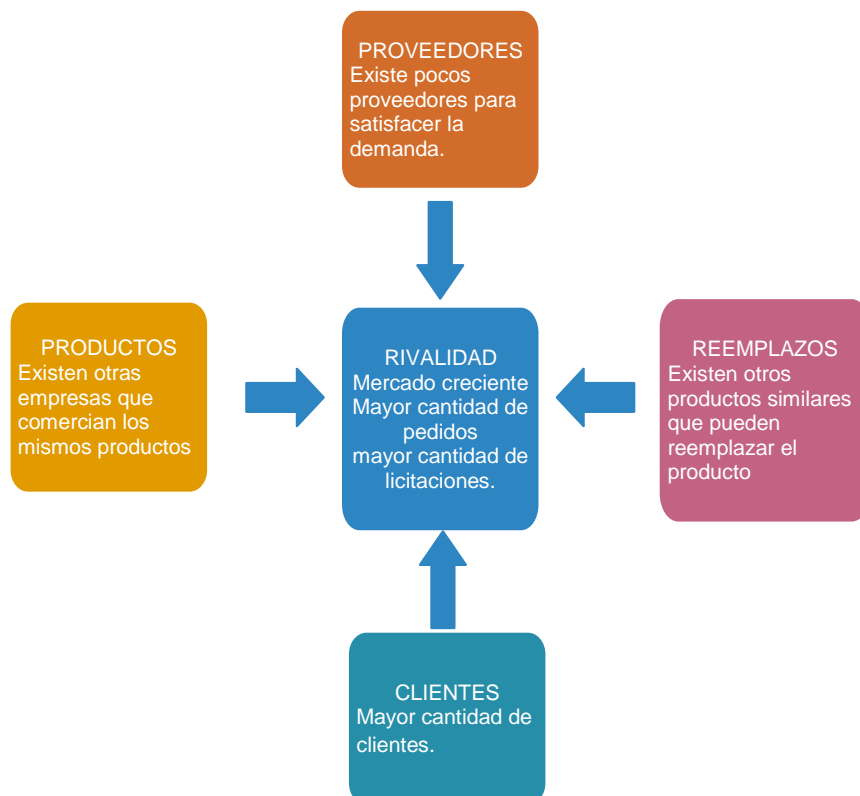 PROVEEDORES
Existe pocos
proveedores para
satisfacer la
demanda.
PRODUCTOS
Existen otras
empresas que
comercian los
mismos productos
RIVALIDAD
Mercado creciente
Mayor cantidad de
pedidos
mayor cantidad de
licitaciones.
REEMPLAZOS
Existen otros
productos similares
que pueden
reemplazar el
producto
CLIENTES
Mayor cantidad de
clientes.